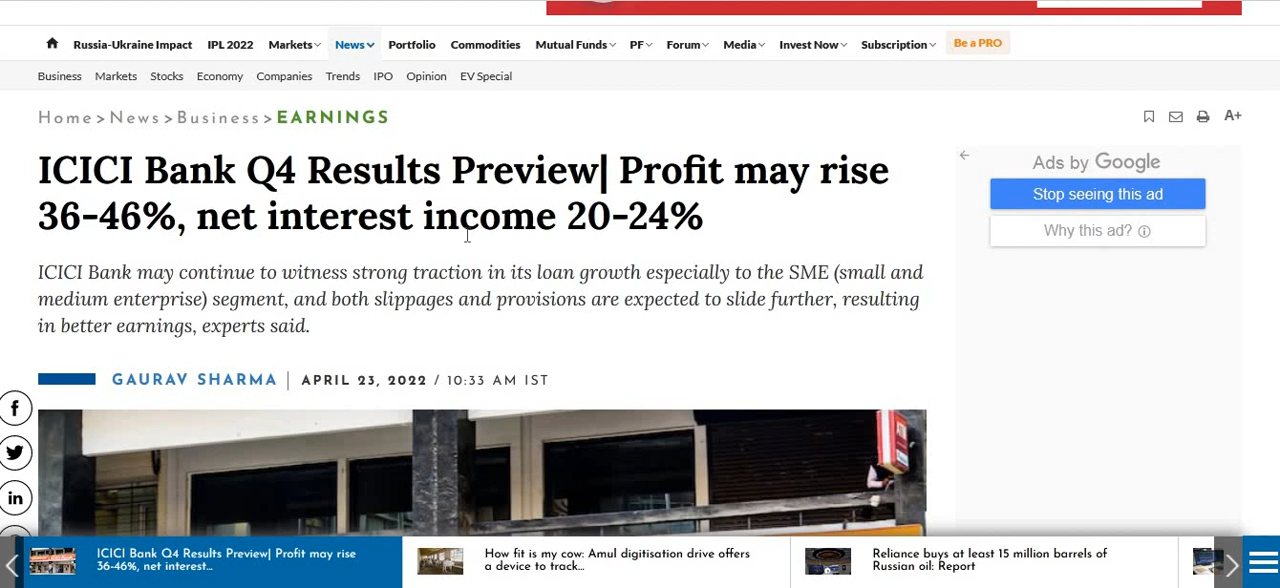 Russia-Ukraine Impact IPL 2022 Markets News Portfolio Commodities Mutual Funds PF Forum Media Invest Now Subscription Be a PRO
Business Markets Stocks Economy Companies Trends IPO Opinion EV Special
Home > News > Business > EARNINGS
A+
ICICI Bank Q4 Results Preview| Profit may rise
36-46%, net interest income 20-24%
ICICI Bank may continue to witness strong traction in its loan growth especially to the SME (small and
medium enterprise) segment, and both slippages and provisions are expected to slide further, resulting
in better earnings, experts said.
GAURAV SHARMA | APRIL 23, 2022 / 10:33 AM IST
Ads by Google
Stop seeing this ad
Why this ad?
f
in
ATM
ICICI Bank Q4 Results Preview| Profit may rise
36-46%, net interest...
How fit is my cow: Amul digitisation drive offers
a device to track...
Reliance buys at least 15 million barrels of
Russian oil: Report